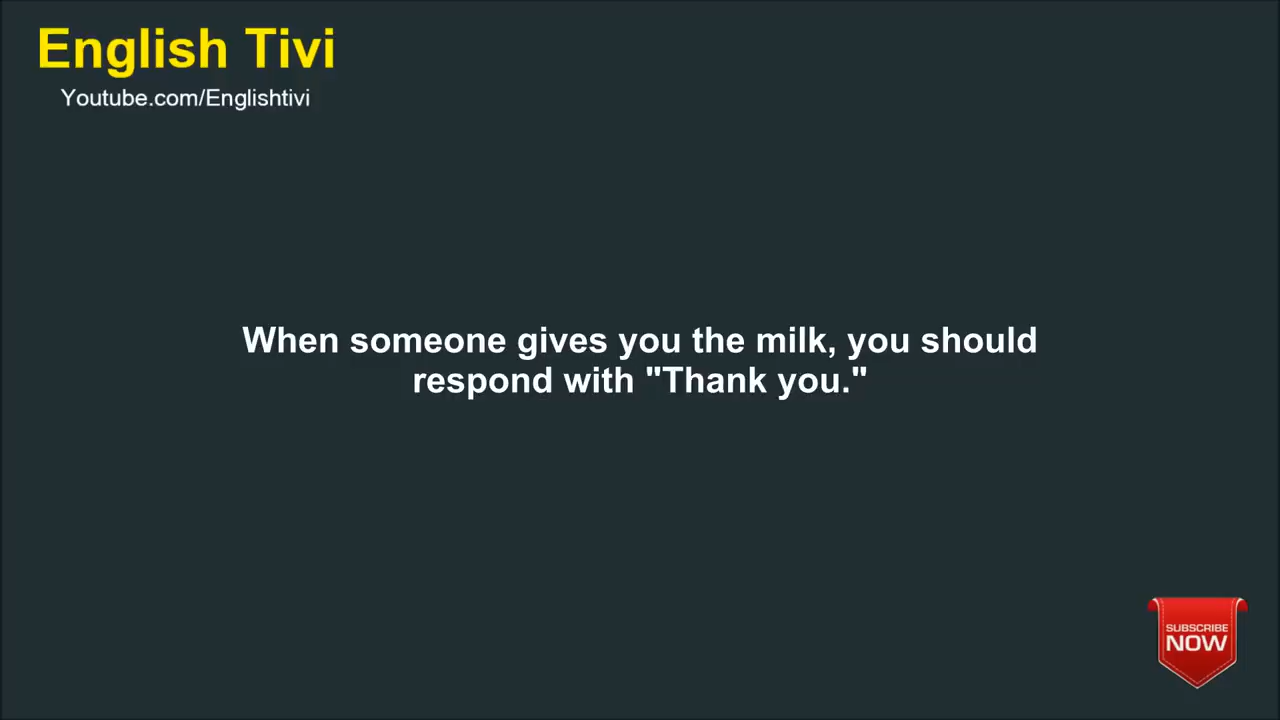 English Tivi
Youtube.com/Englishtivi
When someone gives you the milk, you should
respond with "Thank you."
SUBSCRIBE
NOW